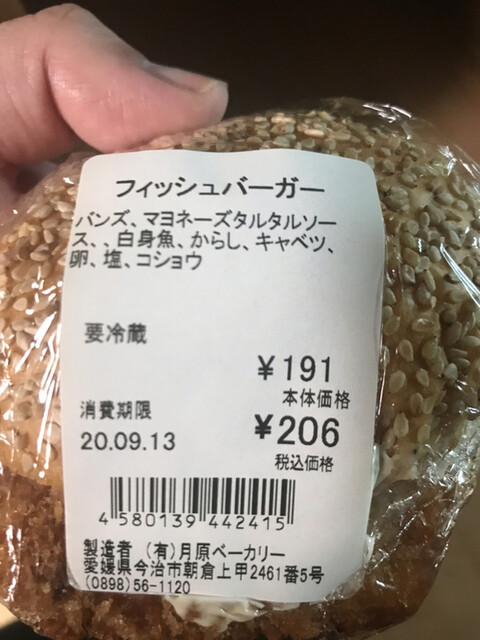 フィッシュバーガー
バンズ、マヨネーズタルタルソー
ス、、白身魚、からし、キャベツ、
卵、塩、コショウ
要冷蔵
¥191
本体価格
消費期限
¥206
20.09.13
税込価格
4 580139 442415
製造者 (有)月原ベーカリー
愛媛県今治市朝倉上甲2461番5号
(0898)56-1120